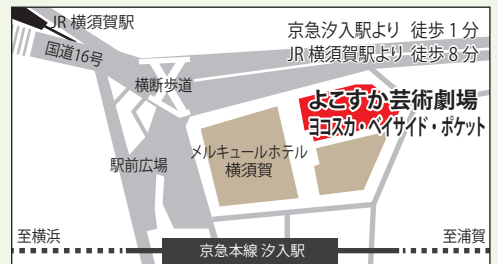 JR 横須賀駅
京急汐入駅より 徒歩1分
国道16号
JR 横須賀駅より 徒歩8分
横断歩道
よこすか芸術劇場
ヨコスカ・ベイサイド・ポケット
駅前広場
メルキュールホテル
横須賀
至横浜
至浦賀
京急本線 汐入駅